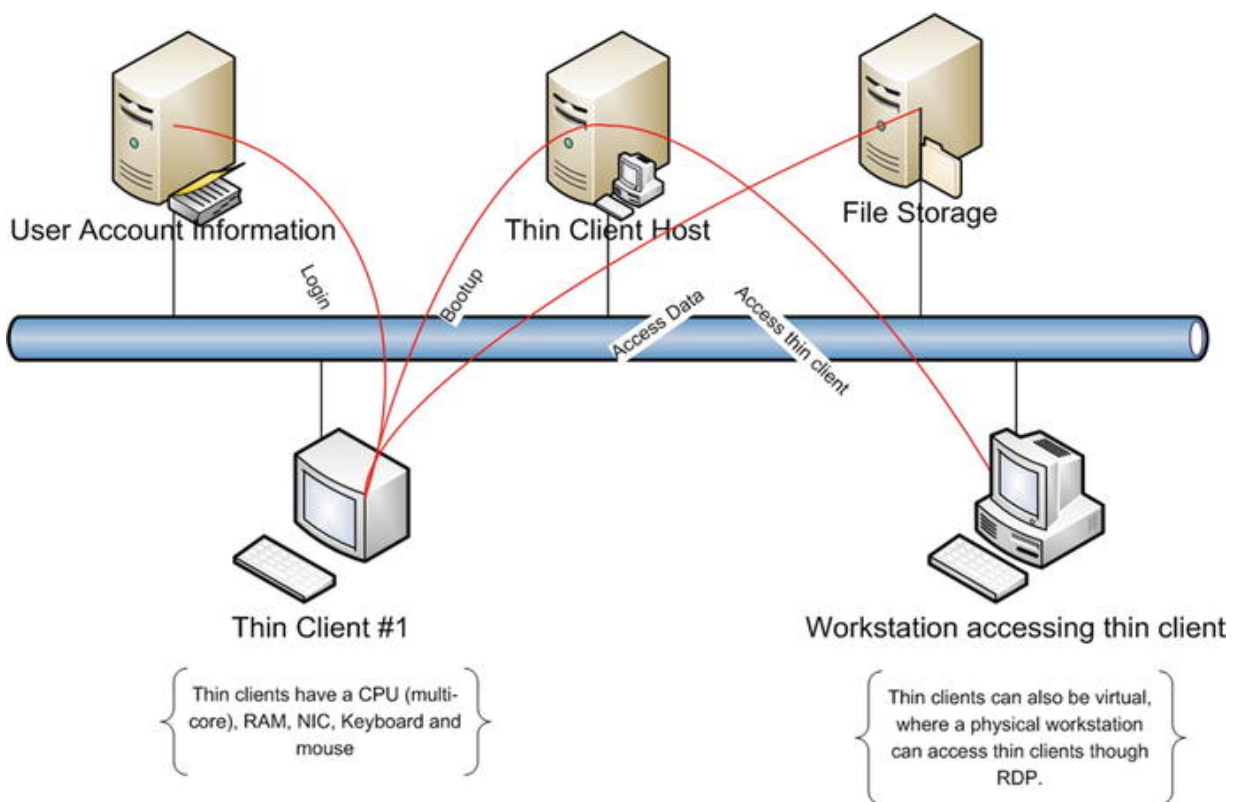 User Account Information
Thin Client Host
File Storage
Login
Bootup
Access Data
Access thin client
Thin Client #1
Workstation accessing thin client
Thin clients have a CPU (multi-
core), RAM, NIC, Keyboard and
mouse
Thin clients can also be virtual,
where a physical workstation
can access thin clients though
RDP.